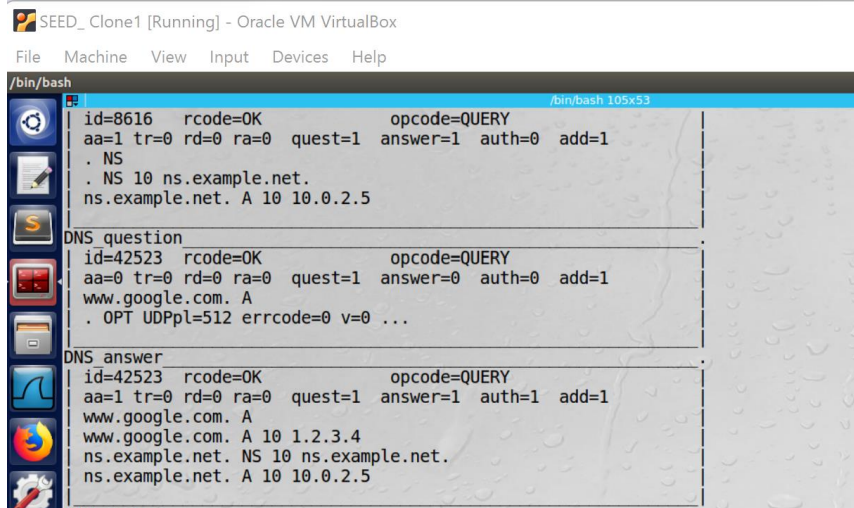 SEED_ Clone1 [Running] - Oracle VM VirtualBox
File Machine View Input Devices Help
/bin/bash
/bin/bash 105x53
| id=8616 rcode=OK opcode=QUERY |
| aa=1 tr=0 rd=0 ra=0 quest=1 answer=1 auth=0 add=1
| . NS
| . NS 10 ns.example.net.
| ns.example.net. A 10 10.0.2.5
|_____________________________________________________________|
DNS_question_____________________________________________________.
| id=42523 rcode=OK opcode=QUERY |
| aa=0 tr=0 rd=0 ra=0 quest=1 answer=0 auth=0 add=1
| www.google.com. A
| . OPT UDPpl=512 errcode=0 v=0 ...
|_____________________________________________________________|
DNS_answer_______________________________________________________.
| id=42523 rcode=OK opcode=QUERY |
| aa=1 tr=0 rd=0 ra=0 quest=1 answer=1 auth=1 add=1
| www.google.com. A
| www.google.com. A 10 1.2.3.4
| ns.example.net. NS 10 ns.example.net.
| ns.example.net. A 10 10.0.2.5
|_____________________________________________________________|